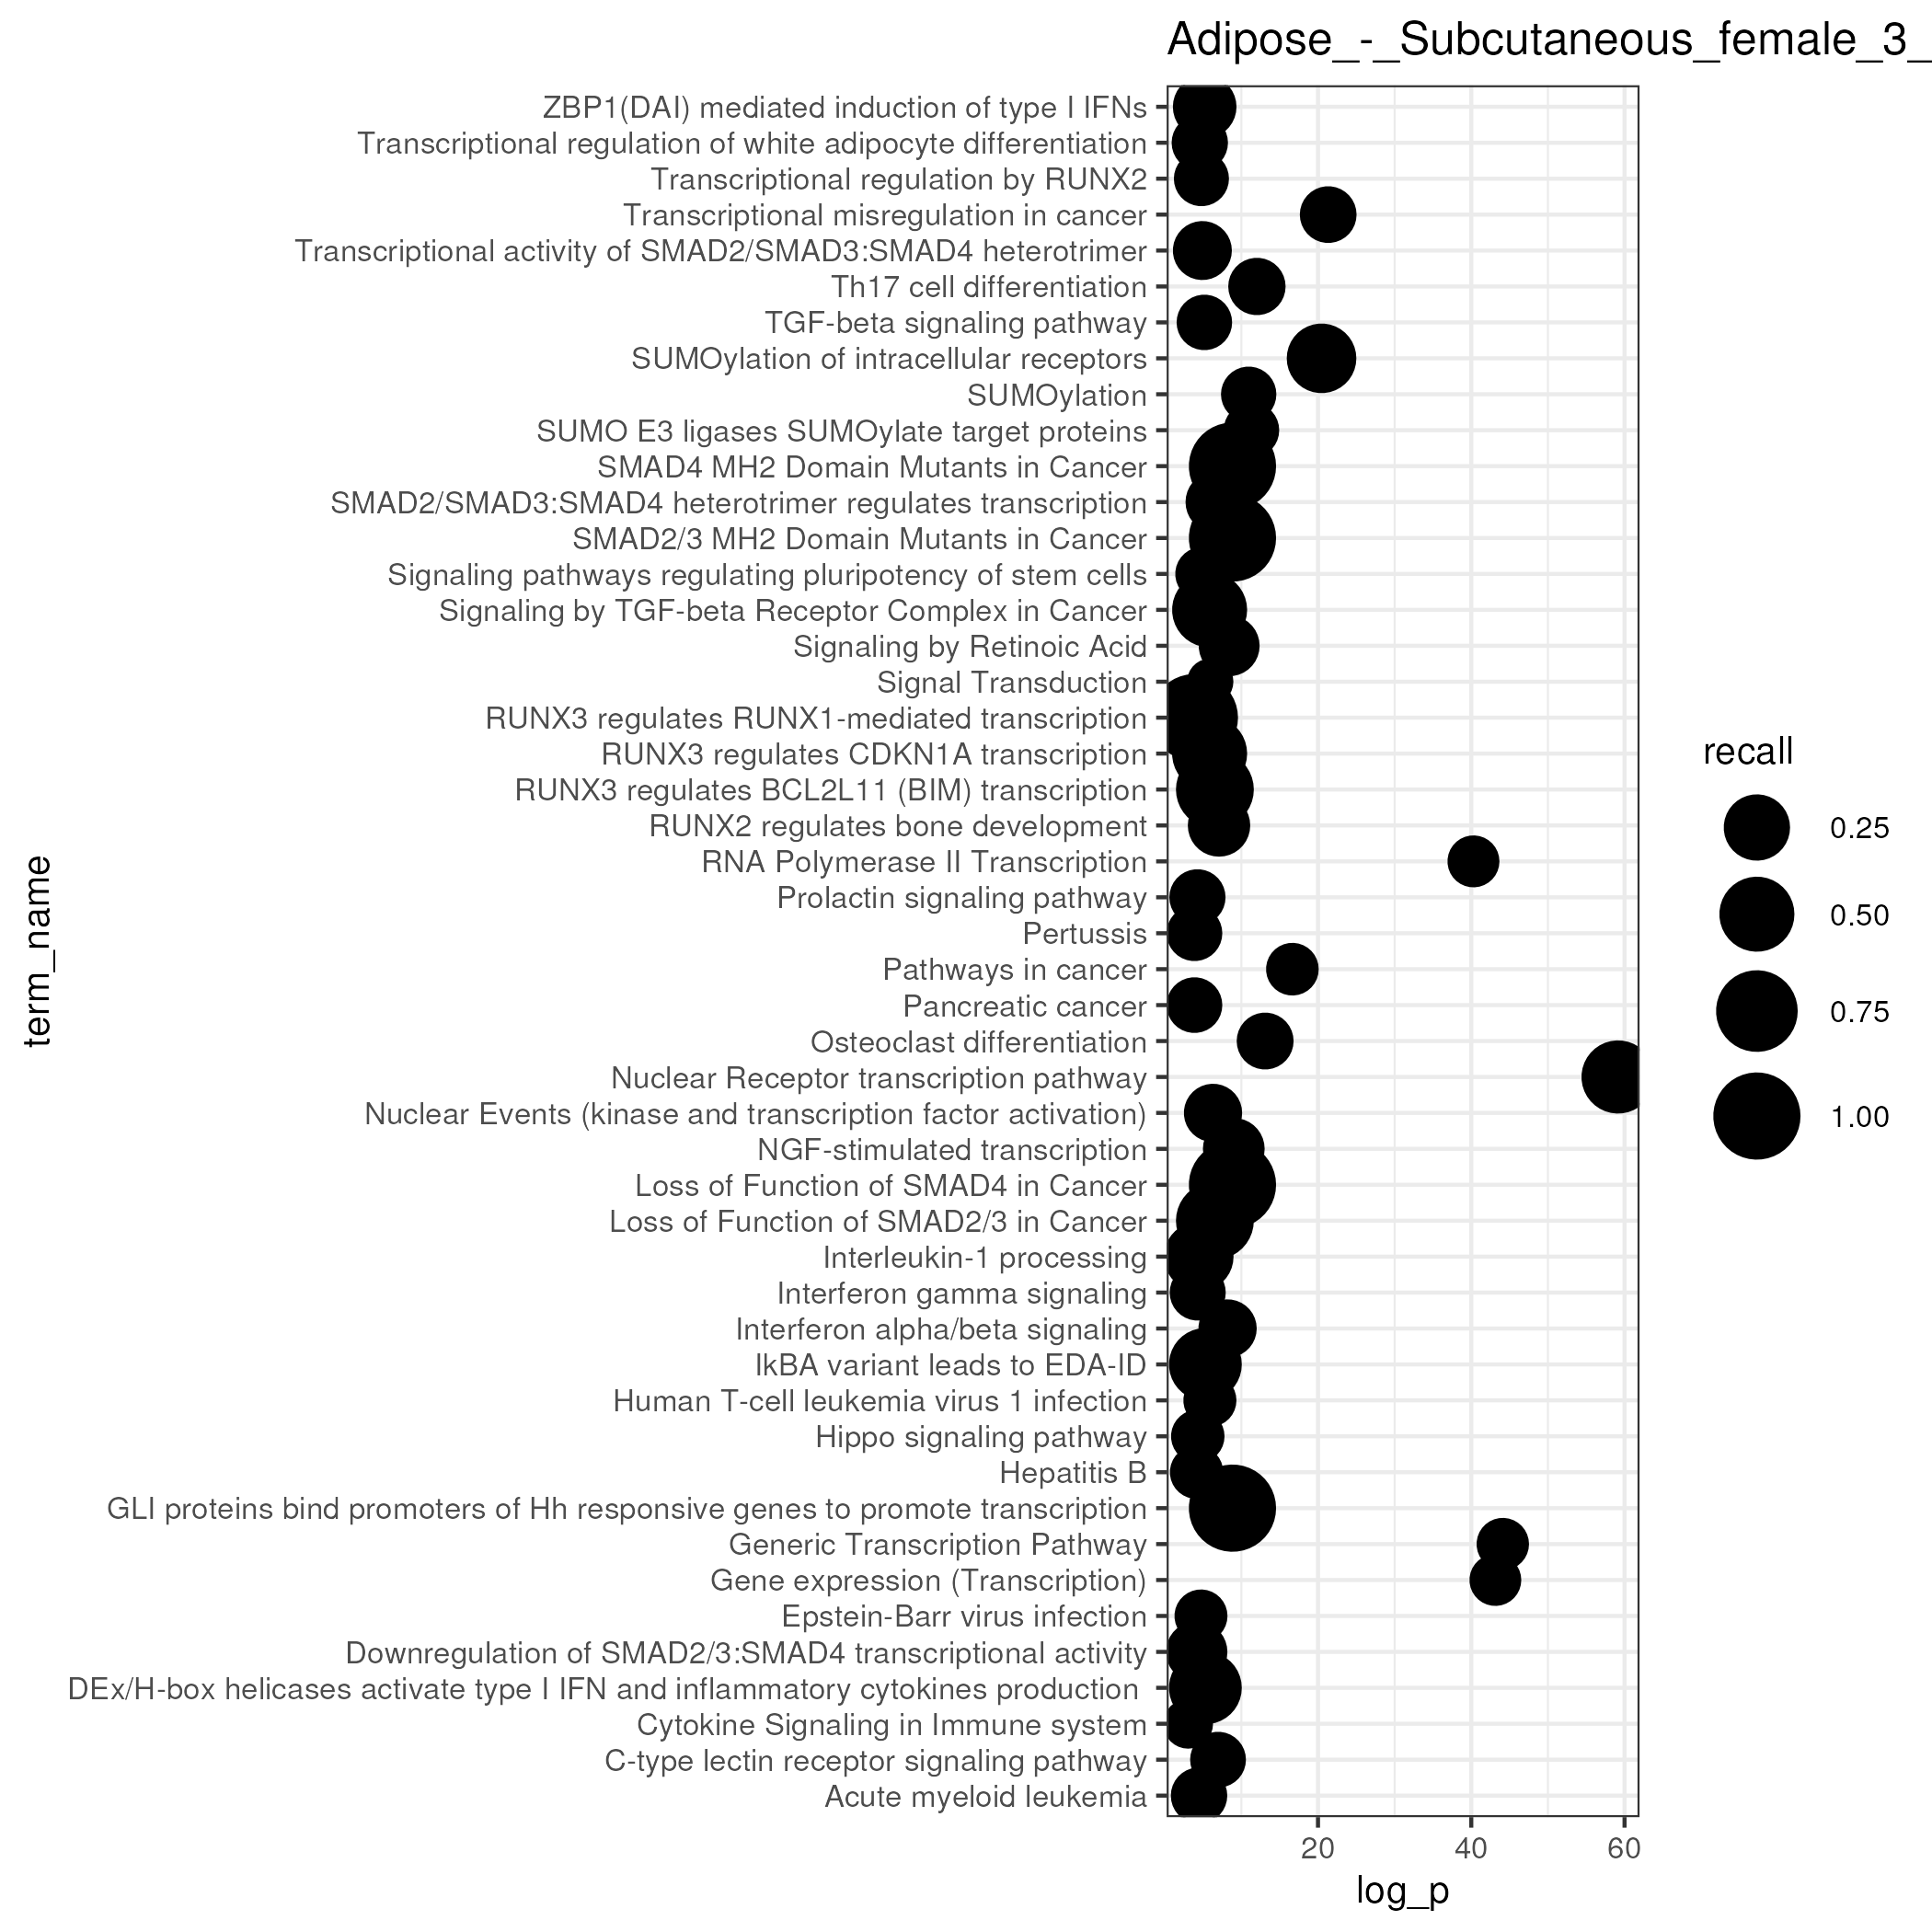 Adipose_-_Subcutaneous_female_3_
ZBP1(DAI) mediated induction of type I IFNs
Transcriptional regulation of white adipocyte differentiation
Transcriptional regulation by RUNX2
Transcriptional misregulation in cancer
Transcriptional activity of SMAD2/SMAD3:SMAD4 heterotrimer
Th17 cell differentiation
TGF-beta signaling pathway
SUMOylation of intracellular receptors
SUMOylation
SUMO E3 ligases SUMOylate target proteins
SMAD4 MH2 Domain Mutants in Cancer
SMAD2/SMAD3:SMAD4 heterotrimer regulates transcription
SMAD2/3 MH2 Domain Mutants in Cancer
Signaling pathways regulating pluripotency of stem cells
Signaling by TGF-beta Receptor Complex in Cancer
Signaling by Retinoic Acid
Signal Transduction
RUNX3 regulates RUNX1-mediated transcription
RUNX3 regulates CDKN1A transcription
RUNX3 regulates BCL2L11 (BIM) transcription
RUNX2 regulates bone development
RNA Polymerase II Transcription
Prolactin signaling pathway
Pertussis
Pathways in cancer
Pancreatic cancer
Osteoclast differentiation
Nuclear Receptor transcription pathway
Nuclear Events (kinase and transcription factor activation)
NGF-stimulated transcription
Loss of Function of SMAD4 in Cancer
Loss of Function of SMAD2/3 in Cancer
Interleukin-1 processing
Interferon gamma signaling
Interferon alpha/beta signaling
IkBA variant leads to EDA-ID
Human T-cell leukemia virus 1 infection
Hippo signaling pathway
Hepatitis B
GLI proteins bind promoters of Hh responsive genes to promote transcription
Generic Transcription Pathway
Gene expression (Transcription)
Epstein-Barr virus infection
Downregulation of SMAD2/3:SMAD4 transcriptional activity
DEx/H-box helicases activate type I IFN and inflammatory cytokines production
Cytokine Signaling in Immune system
C-type lectin receptor signaling pathway
Acute myeloid leukemia
term_name
20 40 60
log_p
recall
0.25
0.50
0.75
1.00